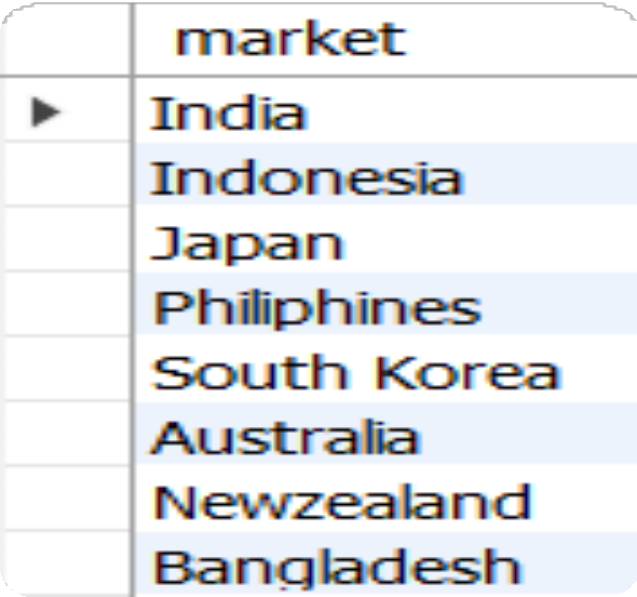 market
India
Indonesia
Japan
Philiphines
South Korea
Australia
Newzealand
Bangladesh